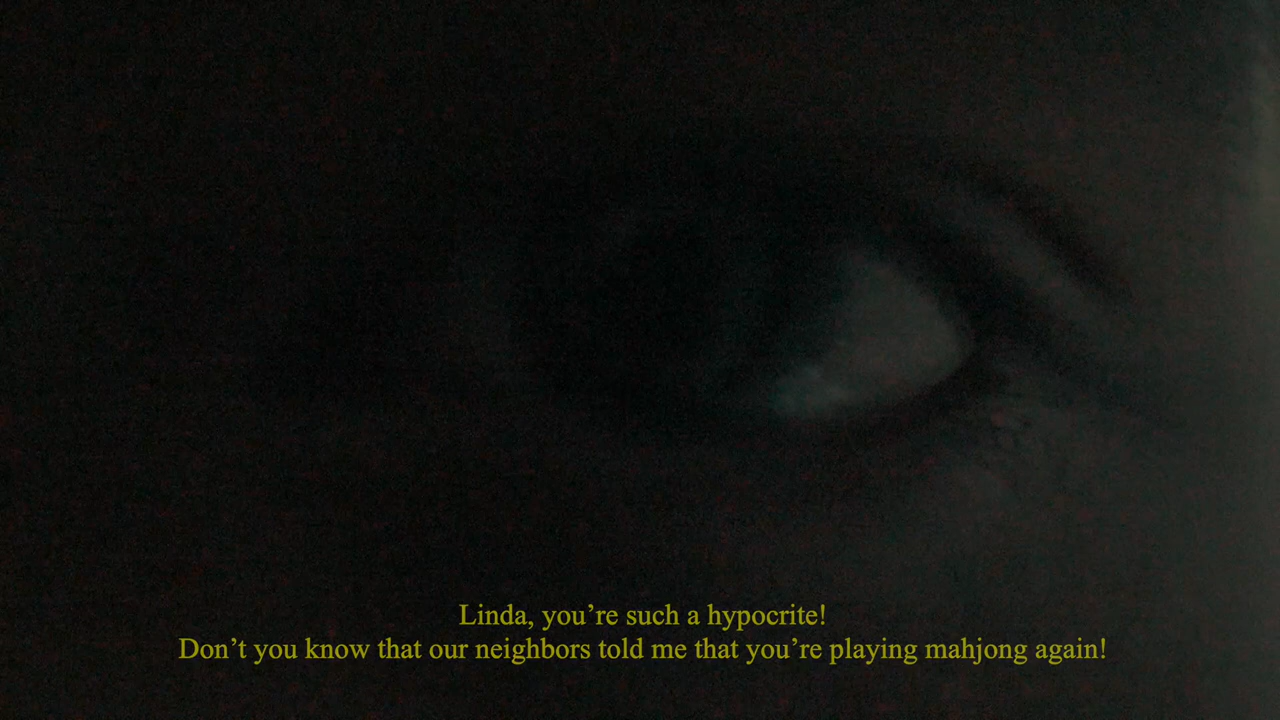 Linda, you’re such a hypocrite!
Don’t you know that our neighbors told me that you’re playing mahjong again!